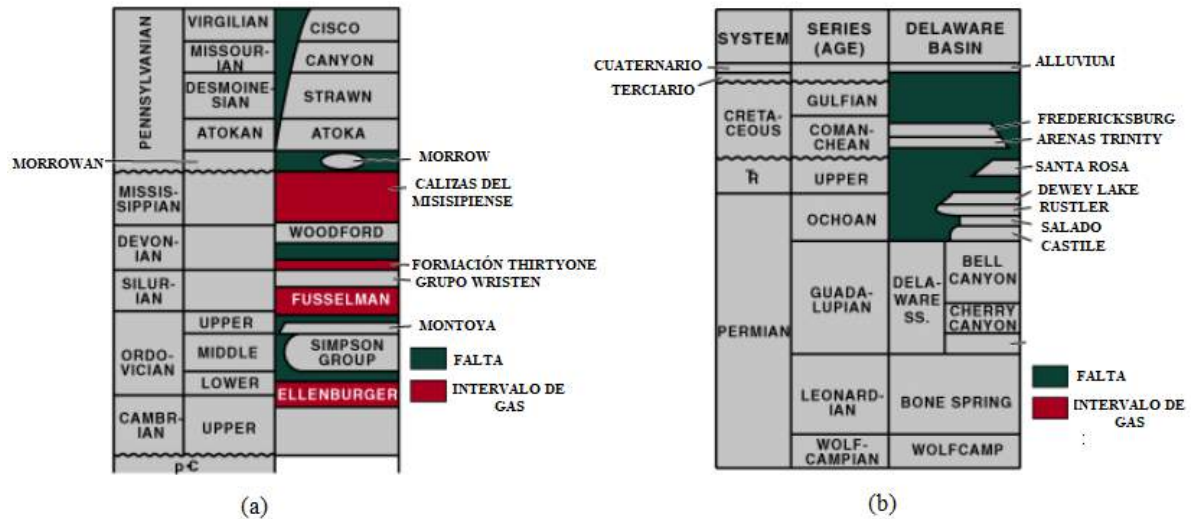 PENNSYLVANIAN
VIRGILIAN
CISCO
MISSOUR-
IAN
CANYON
DESMOINE-
SIAN
STRAWN
ATOKAN
ATOKA
MORROWAN
MORROW
MISSIS-
SIPPIAN
CALIZAS DEL
MISISIPIENSE
WOODFORD
DEVON-
IAN
FORMACIÓN THIRTYONE
SILUR-
IAN
GRUPO WRISTEN
FUSSELMAN
ORDO-
VICIAN
UPPER
MONTOYA
MIDDLE
SIMPSON
GROUP
LOWER
ELLENBURGER
CAMBR-
IAN
UPPER
p-Є
FALTA
INTERVALO DE
GAS
(a)
SYSTEM
SERIES
(AGE)
DELAWARE
BASIN
CUATERNARIO
ALLUVIUM
TERCIARIO
CRETA-
CEOUS
GULFIAN
COMAN-
CHEAN
FREDERICKSBURG
ARENAS TRINITY
TR
UPPER
SANTA ROSA
PERMIAN
OCHOAN
DEWEY LAKE
RUSTLER
SALADO
CASTILE
GUADA-
LUPIAN
DELA-
WARE
SS.
BELL
CANYON
CHERRY
CANYON
LEONARD-
IAN
BONE SPRING
WOLF-
CAMPIAN
WOLFCAMP
FALTA
INTERVALO DE
GAS
:
(b)